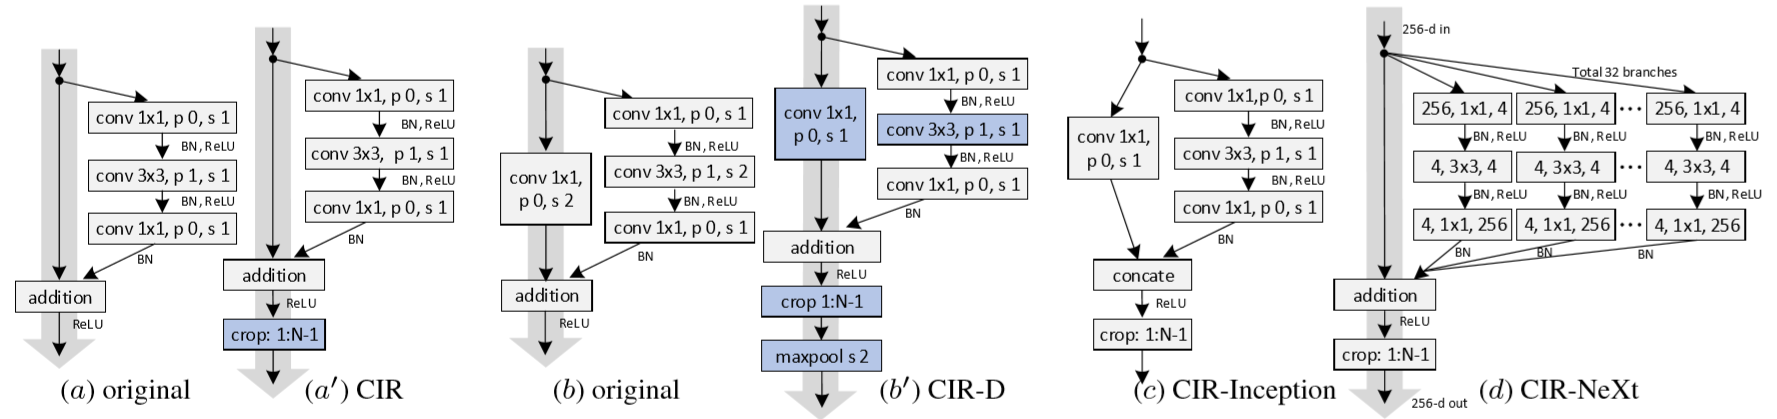 conv 1x1, p 0, s 1
BN, ReLU
conv 3x3, p 1, s 1
BN, ReLU
conv 1x1, p 0, s 1
BN
addition
ReLU
(a) original
conv 1x1, p 0, s 1
BN, ReLU
conv 3x3, p 1, s 1
BN, ReLU
conv 1x1, p 0, s 1
BN
addition
ReLU
crop: 1:N-1
(a′) CIR
conv 1x1, p 0, s 1
BN, ReLU
conv 1x1,
p 0, s 2
conv 3x3, p 1, s 2
BN, ReLU
conv 1x1, p 0, s 1
BN
addition
ReLU
(b) original
conv 1x1, p 0, s 1
BN, ReLU
conv 1x1,
p 0, s 1
conv 3x3, p 1, s 1
BN, ReLU
conv 1x1, p 0, s 1
BN
addition
ReLU
crop 1:N-1
maxpool s 2
(b′) CIR-D
conv 1x1,p 0, s 1
BN, ReLU
conv 1x1,
p 0, s 1
conv 3x3, p 1, s 1
BN, ReLU
conv 1x1, p 0, s 1
BN
concate
ReLU
crop: 1:N-1
(c) CIR-Inception
256-d in
Total 32 branches
256, 1x1, 4 256, 1x1, 4 ··· 256, 1x1, 4
BN, ReLU BN, ReLU BN, ReLU
4, 3x3, 4 4, 3x3, 4 ··· 4, 3x3, 4
BN, ReLU BN, ReLU BN, ReLU
4, 1x1, 256 4, 1x1, 256 ··· 4, 1x1, 256
BN BN BN
addition
ReLU
crop: 1:N-1
256-d out
(d) CIR-NeXt